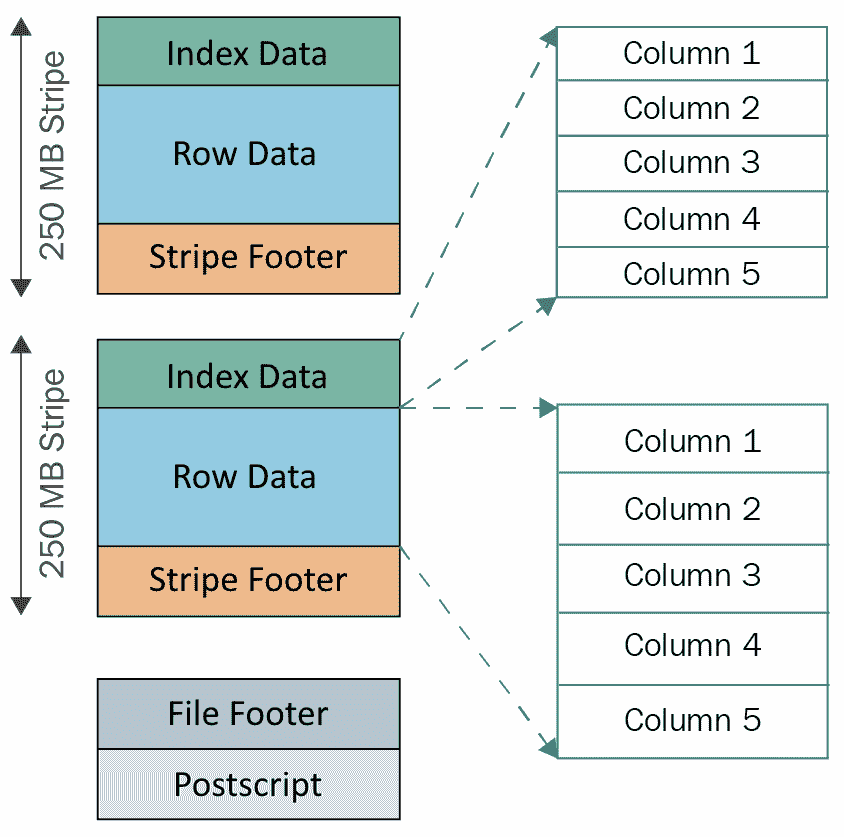 250 MB Stripe
Index Data
Row Data
Stripe Footer
250 MB Stripe
Index Data
Row Data
Stripe Footer
File Footer
Postscript
Column 1
Column 2
Column 3
Column 4
Column 5
Column 1
Column 2
Column 3
Column 4
Column 5